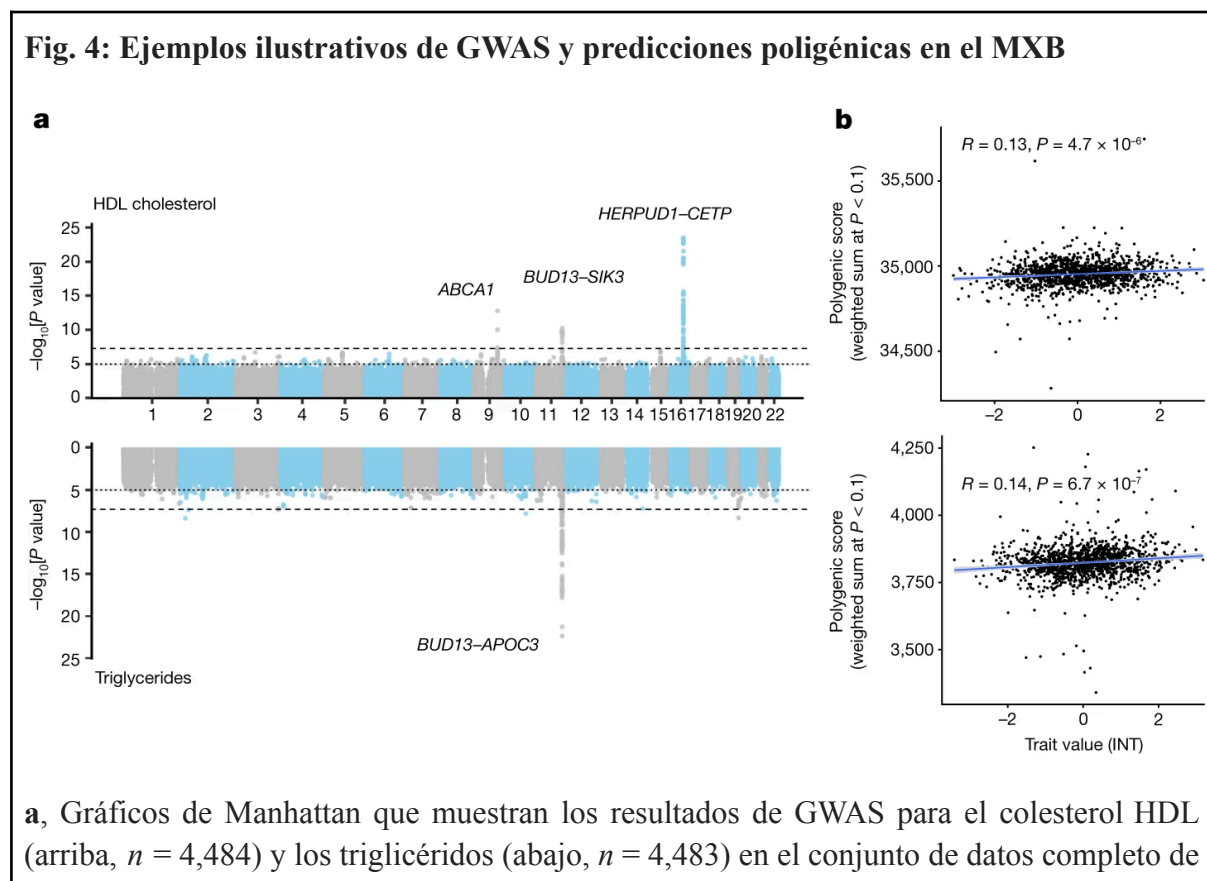 Fig. 4: Ejemplos ilustrativos de GWAS y predicciones poligénicas en el MXB
a
HDL cholesterol
25
20
15
10
5
0
–log₁₀[P value]
ABCA1
BUD13–SIK3
HERPUD1–CETP
1 2 3 4 5 6 7 8 9 10 11 12 13 14 15 16 17 18 19 20 22
0
5
10
15
20
25
–log₁₀[P value]
BUD13–APOC3
Triglycerides
b
R = 0.13, P = 4.7 × 10⁻⁶•
35,500
35,000
34,500
Polygenic score
(weighted sum at P < 0.1)
–2 0 2
4,250
R = 0.14, P = 6.7 × 10⁻⁷
4,000
3,750
3,500
Polygenic score
(weighted sum at P < 0.1)
–2 0 2
Trait value (INT)
a, Gráficos de Manhattan que muestran los resultados de GWAS para el colesterol HDL
(arriba, n = 4,484) y los triglicéridos (abajo, n = 4,483) en el conjunto de datos completo de